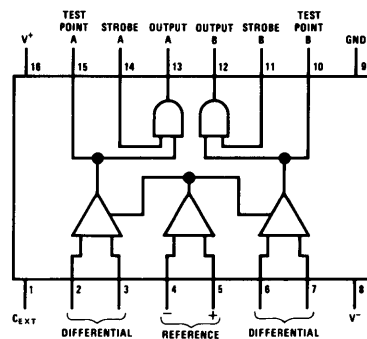 TEST TEST
POINT STROBE OUTPUT OUTPUT STROBE POINT
V+ A A A B B B GND
16 15 14 13 12 11 10 9
1 2 3 4 5 6 7 8
− +
CEXT DIFFERENTIAL REFERENCE DIFFERENTIAL V−